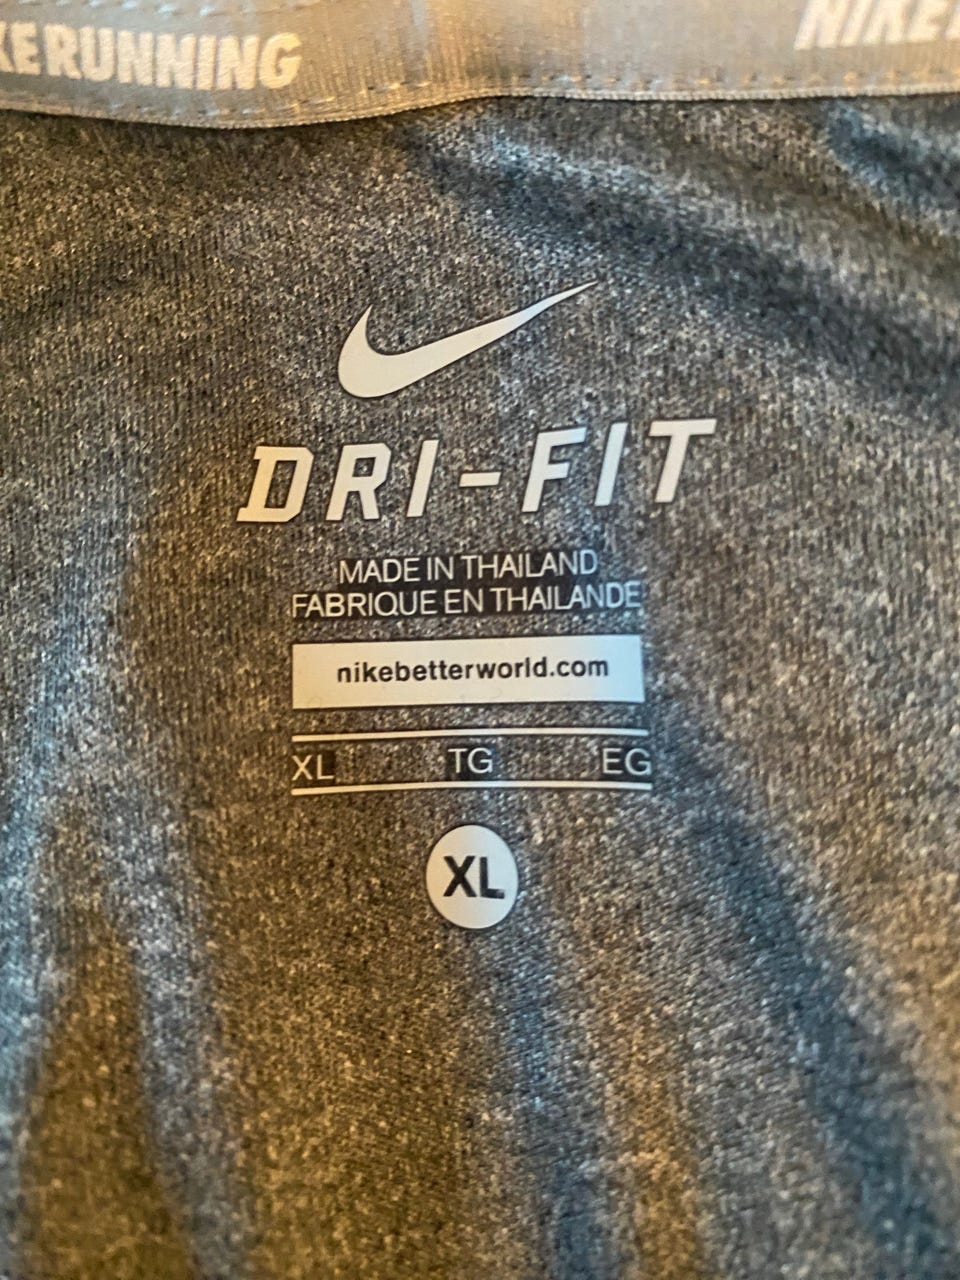 KERUNNING
NIKE
DRI-FIT
MADE IN THAILAND
FABRIQUE EN THAILANDE
nikebetterworld.com
XL TG EG
XL